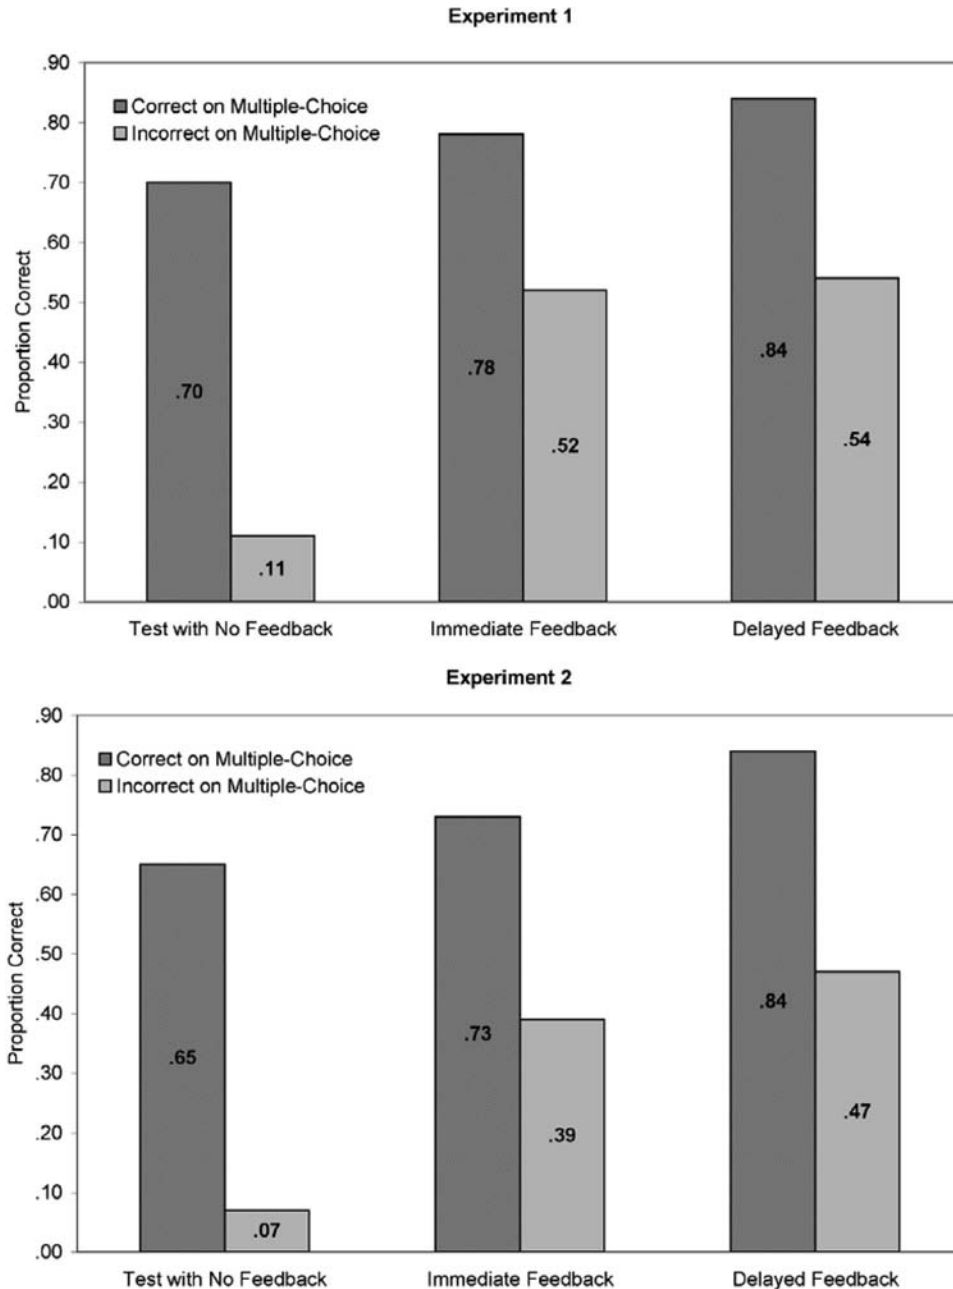 Experiment 1
.90
.80
.70
.60
.50
.40
.30
.20
.10
.00
Proportion Correct
Correct on Multiple-Choice
Incorrect on Multiple-Choice
.70
.11
.78
.52
.84
.54
Test with No Feedback
Immediate Feedback
Delayed Feedback
Experiment 2
.90
.80
.70
.60
.50
.40
.30
.20
.10
.00
Proportion Correct
Correct on Multiple-Choice
Incorrect on Multiple-Choice
.65
.07
.73
.39
.84
.47
Test with No Feedback
Immediate Feedback
Delayed Feedback